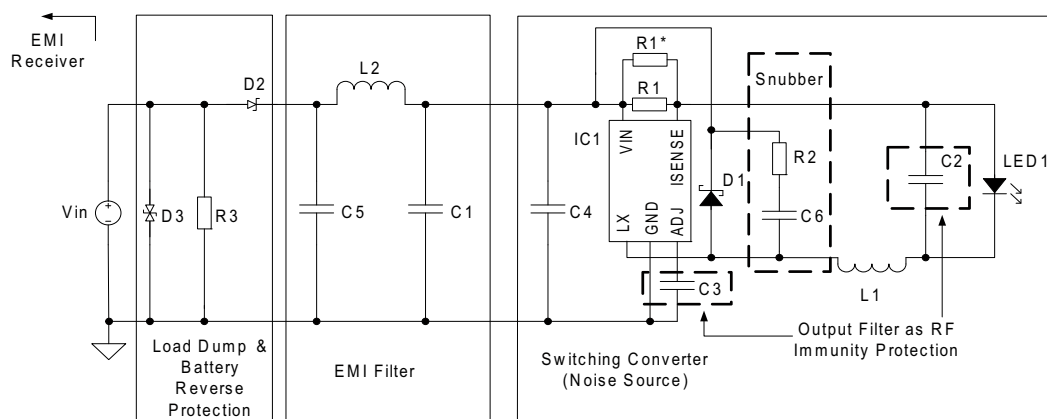 EMI
Receiver
L2
D2
R1*
R1
Snubber
IC1
VIN
ISENSE
LX
GND
ADJ
D1
R2
C6
C2
LED1
Vin
D3
R3
C5
C1
C4
C3
L1
Load Dump &
Battery
Reverse
Protection
EMI Filter
Switching Converter
(Noise Source)
Output Filter as RF
Immunity Protection